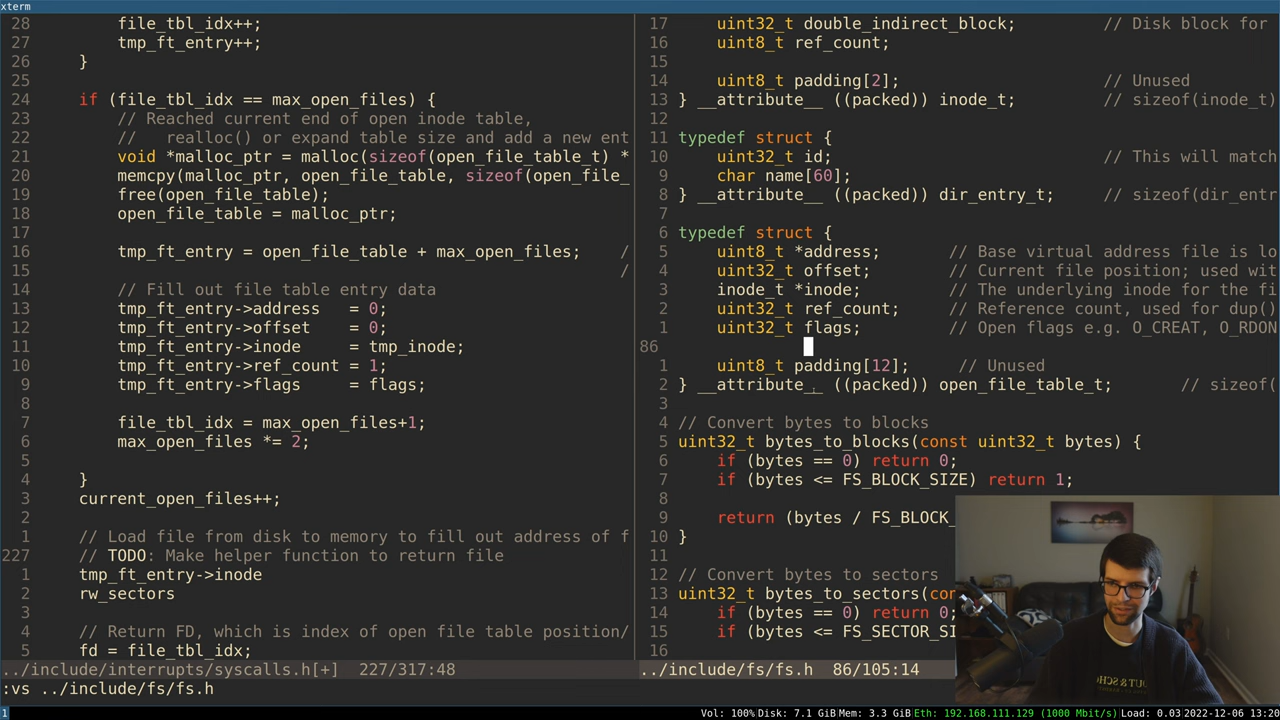 xterm
28 file_tbl_idx++;
27 tmp_ft_entry++;
26 }
25
24 if (file_tbl_idx == max_open_files) {
23 // Reached current end of open inode table,
22 //   realloc() or expand table size and add a new ent
21 void *malloc_ptr = malloc(sizeof(open_file_table_t) *
20 memcpy(malloc_ptr, open_file_table, sizeof(open_file_
19 free(open_file_table);
18 open_file_table = malloc_ptr;
17
16 tmp_ft_entry = open_file_table + max_open_files;    /
15 /
14 // Fill out file table entry data
13 tmp_ft_entry->address   = 0;
12 tmp_ft_entry->offset    = 0;
11 tmp_ft_entry->inode     = tmp_inode;
10 tmp_ft_entry->ref_count = 1;
9 tmp_ft_entry->flags     = flags;
8
7 file_tbl_idx = max_open_files+1;
6 max_open_files *= 2;
5
4 }
3 current_open_files++;
2
1 // Load file from disk to memory to fill out address of f
227 // TODO: Make helper function to return file
1 tmp_ft_entry->inode
2 rw_sectors
3
4 // Return FD, which is index of open file table position/
5 fd = file_tbl_idx;
../include/interrupts/syscalls.h[+]  227/317:48
17 uint32_t double_indirect_block;         // Disk block for
16 uint8_t ref_count;
15
14 uint8_t padding[2];                     // Unused
13 } __attribute__ ((packed)) inode_t;         // sizeof(inode_t)
12
11 typedef struct {
10 uint32_t id;                            // This will match
9 char name[60];
8 } __attribute__ ((packed)) dir_entry_t;     // sizeof(dir_entr
7
6 typedef struct {
5 uint8_t *address;       // Base virtual address file is lo
4 uint32_t offset;        // Current file position; used wit
3 inode_t *inode;         // The underlying inode for the fi
2 uint32_t ref_count;     // Reference count, used for dup()
1 uint32_t flags;         // Open flags e.g. O_CREAT, O_RDON
86
1 uint8_t padding[12];     // Unused
2 } __attribute__ ((packed)) open_file_table_t;       // sizeof(
3
4 // Convert bytes to blocks
5 uint32_t bytes_to_blocks(const uint32_t bytes) {
6 if (bytes == 0) return 0;
7 if (bytes <= FS_BLOCK_SIZE) return 1;
8
9 return (bytes / FS_BLOCK_
10 }
11
12 // Convert bytes to sectors
13 uint32_t bytes_to_sectors(con
14 if (bytes == 0) return 0;
15 if (bytes <= FS_SECTOR_SI
16
../include/fs/fs.h  86/105:14
:vs ../include/fs/fs.h
1 Vol: 100% Disk: 7.1 GiB Mem: 3.3 GiB Eth: 192.168.111.129 (1000 Mbit/s) Load: 0.03 2022-12-06 13:20